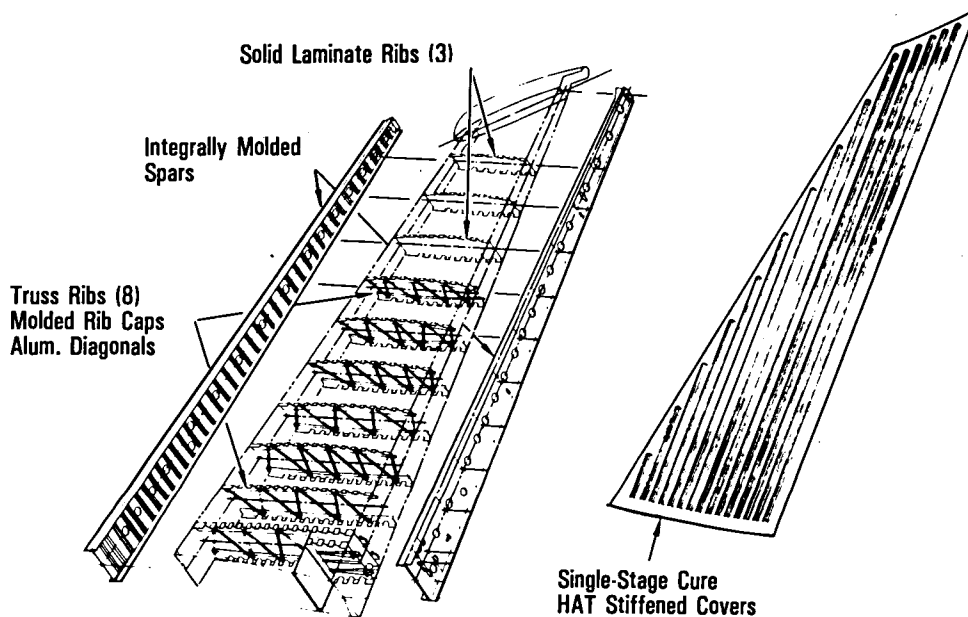 Solid Laminate Ribs (3)
Integrally Molded
Spars
Truss Ribs (8)
Molded Rib Caps
Alum. Diagonals
Single-Stage Cure
HAT Stiffened Covers